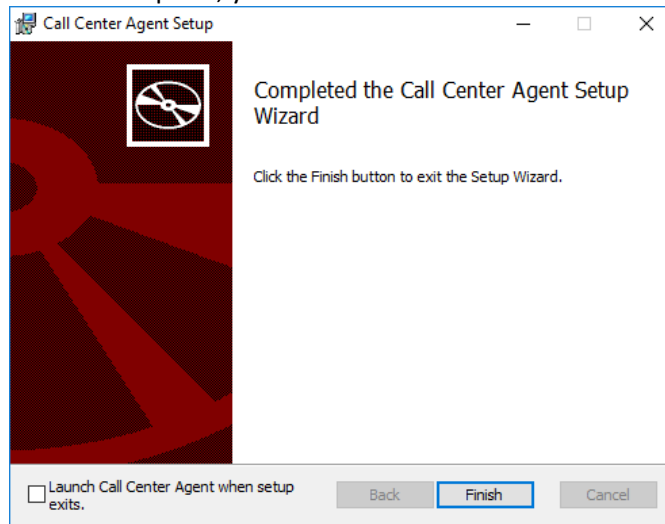 Call Center Agent Setup
Completed the Call Center Agent Setup
Wizard
Click the Finish button to exit the Setup Wizard.
Launch Call Center Agent when setup
exits.
Back
Finish
Cancel